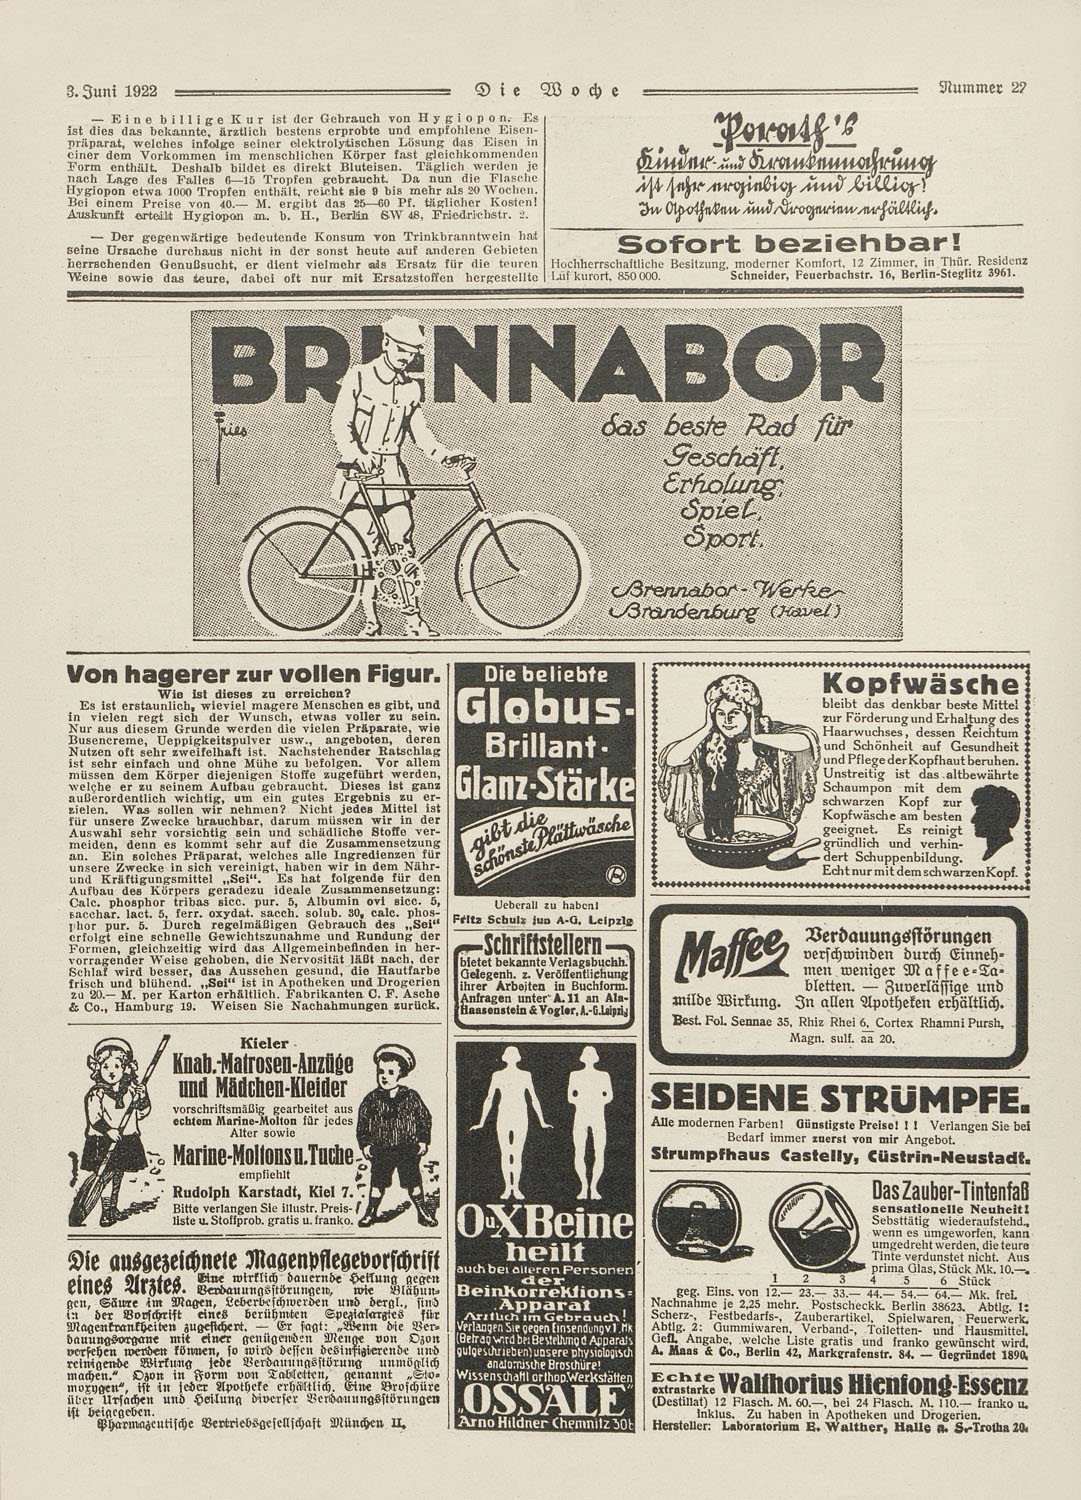 3. Juni 1922
Die Woche
Nummer 22
— Eine billige Kur ist der Gebrauch von Hygiopon. Es
ist dies das bekannte, ärztlich bestens erprobte und empfohlene Eisen-
präparat, welches infolge seiner elektrolytischen Lösung das Eisen in
einer dem Vorkommen im menschlichen Körper fast gleichkommenden
Form enthält. Deshalb bildet es direkt Bluteisen. Täglich werden je
nach Lage des Falles 6—15 Tropfen gebraucht. Da nun die Flasche
Hygiopon etwa 1000 Tropfen enthält, reicht sie 9 bis mehr als 20 Wochen.
Bei einem Preise von 40.— M. ergibt das 25—60 Pf. täglicher Kosten!
Auskunft erteilt Hygiopon m. b. H., Berlin SW 48, Friedrichstr. 2.
— Der gegenwärtige bedeutende Konsum von Trinkbranntwein hat
seine Ursache durchaus nicht in der sonst heute auf anderen Gebieten
herrschenden Genußsucht, er dient vielmehr als Ersatz für die teuren
Weine sowie das teure, dabei oft nur mit Ersatzstoffen hergestellte
Porath's
Kinder- und Krankennahrung
ist sehr ergiebig und billig!
In Apotheken und Drogerien erhältlich.
Sofort beziehbar!
Hochherrschaftliche Besitzung, moderner Komfort, 12 Zimmer, in Thür. Residenz
Luftkurort, 850 000. Schneider, Feuerbachstr. 16, Berlin-Steglitz 3961.
BRENNABOR
Fries
das beste Rad für
Geschäft,
Erholung,
Spiel,
Sport.
Brennabor-Werke
Brandenburg (Havel)
Von hagerer zur vollen Figur.
Wie ist dieses zu erreichen?
Es ist erstaunlich, wieviel magere Menschen es gibt, und
in vielen regt sich der Wunsch, etwas voller zu sein.
Nur aus diesem Grunde werden die vielen Präparate, wie
Busencreme, Ueppigkeitspulver usw., angeboten, deren
Nutzen oft sehr zweifelhaft ist. Nachstehender Ratschlag
ist sehr einfach und ohne Mühe zu befolgen. Vor allem
müssen dem Körper diejenigen Stoffe zugeführt werden,
welche er zu seinem Aufbau gebraucht. Dieses ist ganz
außerordentlich wichtig, um ein gutes Ergebnis zu er-
zielen. Was sollen wir nehmen? Nicht jedes Mittel ist
für unsere Zwecke brauchbar, darum müssen wir in der
Auswahl sehr vorsichtig sein und schädliche Stoffe ver-
meiden, denn es kommt sehr auf die Zusammensetzung
an. Ein solches Präparat, welches alle Ingredienzen für
unsere Zwecke in sich vereinigt, haben wir in dem Nähr-
und Kräftigungsmittel „Sei“. Es hat folgende für den
Aufbau des Körpers geradezu ideale Zusammensetzung:
Calc. phosphor tribas sicc. pur. 5, Albumin ovi sicc. 5,
sacchar. lact. 5, ferr. oxydat. sacch. solub. 30, calc. phos-
phor pur. 5. Durch regelmäßigen Gebrauch des „Sei“
erfolgt eine schnelle Gewichtszunahme und Rundung der
Formen, gleichzeitig wird das Allgemeinbefinden in her-
vorragender Weise gehoben, die Nervosität läßt nach, der
Schlaf wird besser, das Aussehen gesund, die Hautfarbe
frisch und blühend. „Sei“ ist in Apotheken und Drogerien
zu 20.— M. per Karton erhältlich. Fabrikanten C. F. Asche
& Co., Hamburg 19. Weisen Sie Nachahmungen zurück.
Kieler
Knab.-Matrosen-Anzüge
und Mädchen-Kleider
vorschriftsmäßig gearbeitet aus
echtem Marine-Molton für jedes
Alter sowie
Marine-Moltons u. Tuche
empfiehlt
Rudolph Karstadt, Kiel 7.
Bitte verlangen Sie illustr. Preis-
liste u. Stoffprob. gratis u. franko.
Die ausgezeichnete Magenpflegevorschrift
eines Arztes. Eine wirklich dauernde Heilung gegen
Verdauungsstörungen, wie Blähun-
gen, Säure im Magen, Leberbeschwerden und dergl., sind
in der Vorschrift eines berühmten Spezialarztes für
Magenkrankheiten zugesichert. — Er sagt: „Wenn die Ver-
dauungsorgane mit einer genügenden Menge von Ozon
versehen werden können, so wird dessen desinfizierende und
reinigende Wirkung jede Verdauungsstörung unmöglich
machen.“ Ozon in Form von Tabletten, genannt „Sto-
moxygen“, ist in jeder Apotheke erhältlich. Eine Broschüre
über Ursachen und Heilung diverser Verdauungsstörungen
ist beigegeben.
Pharmazeutische Vertriebsgesellschaft München II.
Die beliebte
Globus-
Brillant-
Glanz-Stärke
gibt die
schönste Plättwäsche
Ueberall zu haben!
Fritz Schulz jun A-G, Leipzig
Schriftstellern
bietet bekannte Verlagsbuchh.
Gelegenh. z. Veröffentlichung
ihrer Arbeiten in Buchform.
Anfragen unter A. 11 an Ala-
Haasenstein & Vogler, A.-G. Leipzig
O u. X Beine
heilt
auch bei älteren Personen
der
Beinkorrektions-
Apparat
Ärztlich im Gebrauch!
Verlangen Sie gegen Einsendung v. 1 Mk
(Betrag wird bei Bestellung d Apparats
gutgeschrieben) unsere physiologisch
anatomische Broschüre!
Wissenschaftl orthop. Werkstätten
„OSSALE“
Arno Hildner Chemnitz 30b
Kopfwäsche
bleibt das denkbar beste Mittel
zur Förderung und Erhaltung des
Haarwuchses, dessen Reichtum
und Schönheit auf Gesundheit
und Pflege der Kopfhaut beruhen.
Unstreitig ist das altbewährte
Schaumpon mit dem
schwarzen Kopf zur
Kopfwäsche am besten
geeignet. Es reinigt
gründlich und verhin-
dert Schuppenbildung.
Echt nur mit dem schwarzen Kopf.
Maffee
Verdauungsstörungen
verschwinden durch Einneh-
men weniger Maffee-Ta-
bletten. — Zuverlässige und
milde Wirkung. In allen Apotheken erhältlich.
Best. Fol. Sennae 35, Rhiz Rhei 6, Cortex Rhamni Pursh,
Magn. sulf. aa 20.
SEIDENE STRÜMPFE.
Alle modernen Farben! Günstigste Preise!!! Verlangen Sie bei
Bedarf immer zuerst von mir Angebot.
Strumpfhaus Castelly, Cüstrin-Neustadt.
Das Zauber-Tintenfaß
sensationelle Neuheit!
Selbsttätig wiederaufstehd.,
wenn es umgeworfen, kann
umgedreht werden, die teure
Tinte verdunstet nicht. Aus
prima Glas, Stück Mk. 10.—.
1 2 3 4 5 6 Stück
geg. Eins. von 12.— 23.— 33.— 44.— 54.— 64.— Mk. frei.
Nachnahme je 2,25 mehr. Postscheckk. Berlin 38623. Abtlg. 1:
Scherz-, Festbedarfs-, Zauberartikel, Spielwaren, Feuerwerk.
Abtlg. 2: Gummiwaren, Verband-, Toiletten- und Hausmittel.
Gefl. Angabe, welche Liste gratis und franko gewünscht wird.
A. Maas & Co., Berlin 42, Markgrafenstr. 84. — Gegründet 1890.
Echte
extrastarke Walthorius Hienfong-Essenz
(Destillat) 12 Flasch. M. 60.—, bei 24 Flasch. M. 110.— franko u.
Inklus. Zu haben in Apotheken und Drogerien.
Hersteller: Laboratorium E. Walther, Halle a. S.-Trotha 20.